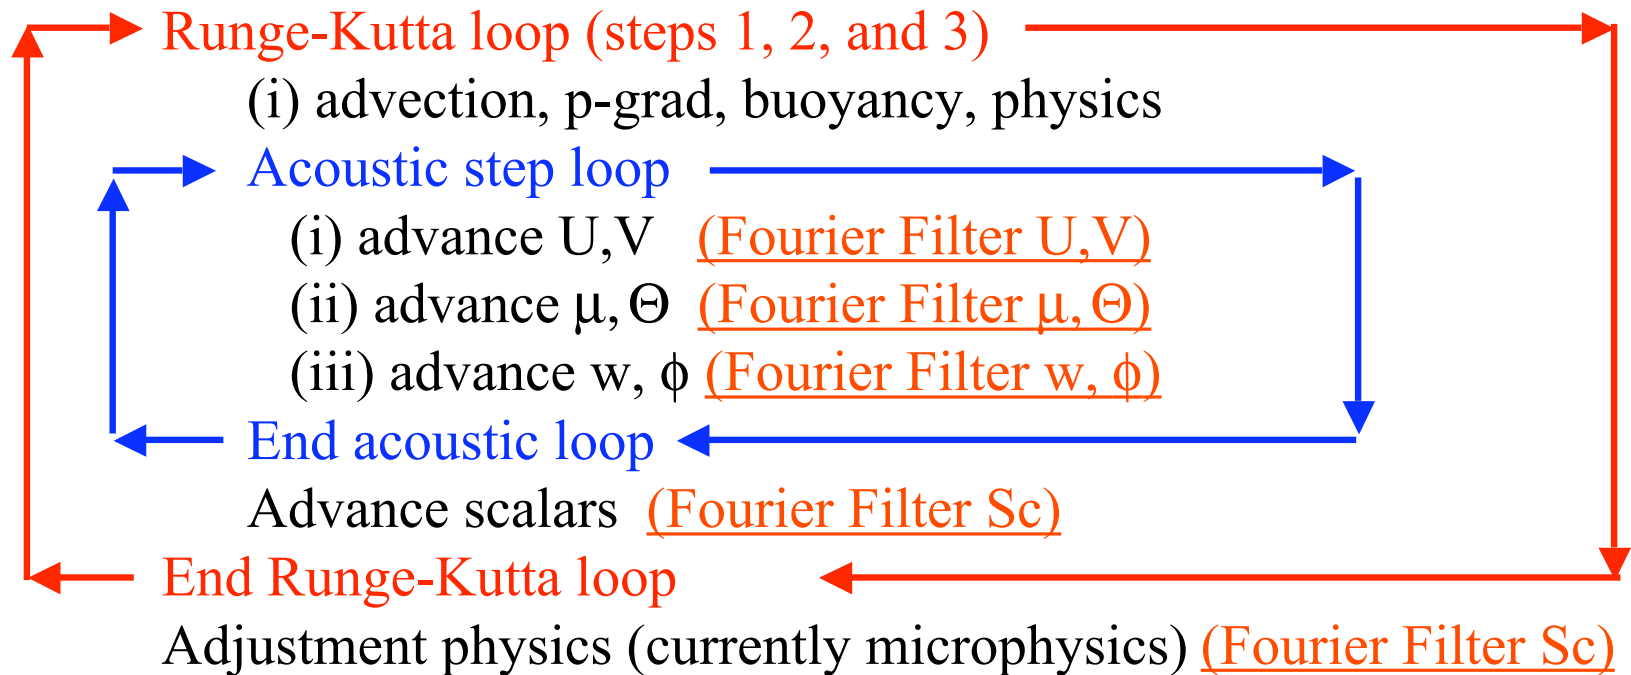 Runge-Kutta loop (steps 1, 2, and 3)
(i) advection, p-grad, buoyancy, physics
Acoustic step loop
(i) advance U,V (Fourier Filter U,V)
(ii) advance μ, Θ (Fourier Filter μ, Θ)
(iii) advance w, ϕ (Fourier Filter w, ϕ)
End acoustic loop
Advance scalars (Fourier Filter Sc)
End Runge-Kutta loop
Adjustment physics (currently microphysics) (Fourier Filter Sc)